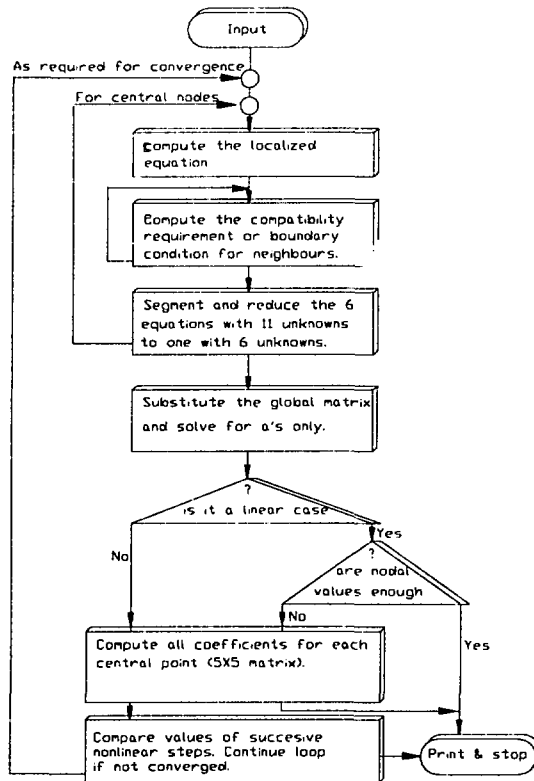 Input
As required for convergence
For central nodes
Compute the localized
equation
Compute the compatibility
requirement or boundary
condition for neighbours.
Segment and reduce the 6
equations with 11 unknowns
to one with 6 unknowns.
Substitute the global matrix
and solve for a's only.
?
is it a linear case
Yes
No
?
are nodal
values enough
No
Yes
Compute all coefficients for each
central point (5X5 matrix).
Compare values of succesive
nonlinear steps. Continue loop
if not converged.
Print & stop